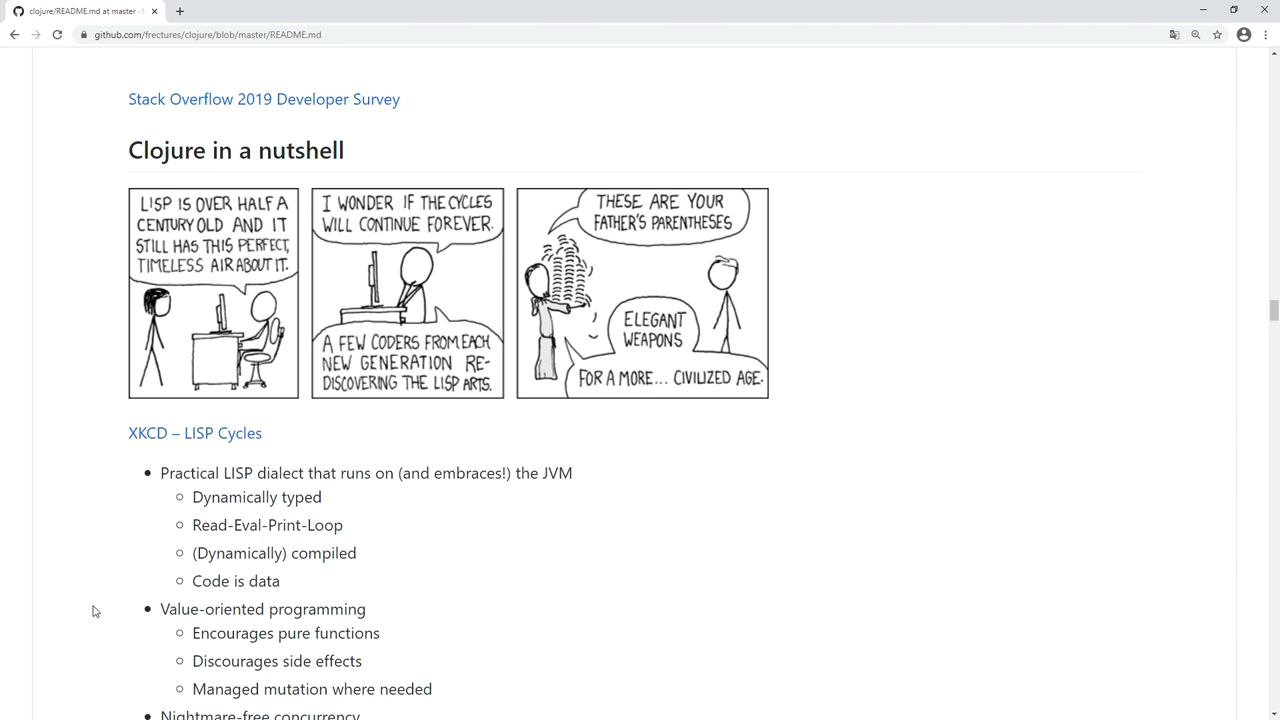 clojure/README.md at master · f
github.com/frectures/clojure/blob/master/README.md
Stack Overflow 2019 Developer Survey
Clojure in a nutshell
LISP IS OVER HALF A
CENTURY OLD AND IT
STILL HAS THIS PERFECT,
TIMELESS AIR ABOUT IT.
I WONDER IF THE CYCLES
WILL CONTINUE FOREVER.
A FEW CODERS FROM EACH
NEW GENERATION RE-
DISCOVERING THE LISP ARTS.
THESE ARE YOUR
FATHER'S PARENTHESES
ELEGANT
WEAPONS
FOR A MORE... CIVILIZED AGE.
XKCD – LISP Cycles
Practical LISP dialect that runs on (and embraces!) the JVM
Dynamically typed
Read-Eval-Print-Loop
(Dynamically) compiled
Code is data
Value-oriented programming
Encourages pure functions
Discourages side effects
Managed mutation where needed
Nightmare-free concurrency